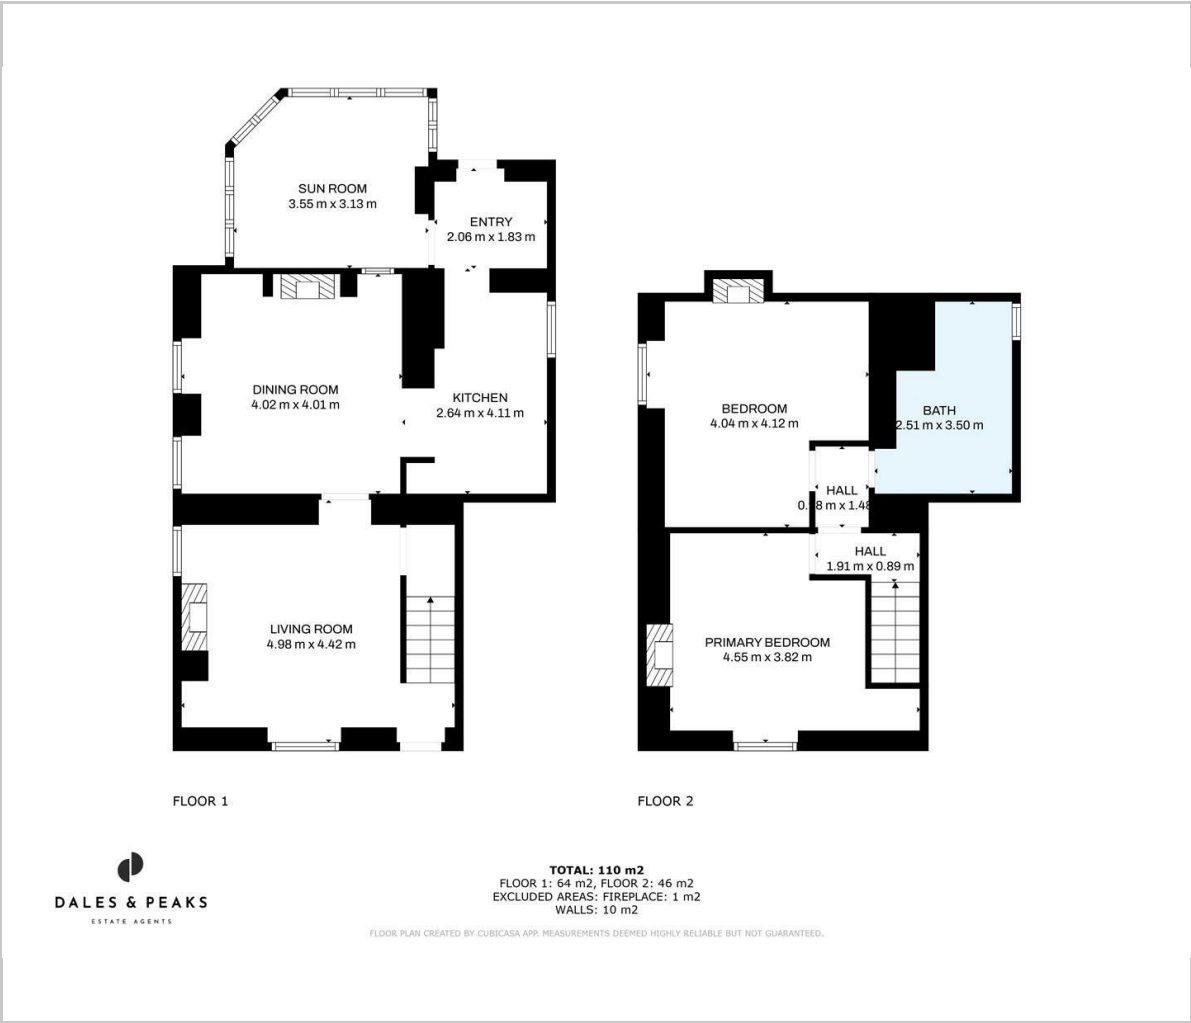 SUN ROOM
3.55 m x 3.13 m
ENTRY
2.06 m x 1.83 m
DINING ROOM
4.02 m x 4.01 m
KITCHEN
2.64 m x 4.11 m
LIVING ROOM
4.98 m x 4.42 m
BEDROOM
4.04 m x 4.12 m
BATH
2.51 m x 3.50 m
HALL
m x 1.48
HALL
1.91 m x 0.89 m
PRIMARY BEDROOM
4.55 m x 3.82 m
FLOOR 1
FLOOR 2
DALES & PEAKS
ESTATE AGENTS
TOTAL: 110 m2
FLOOR 1: 64 m2, FLOOR 2: 46 m2
EXCLUDED AREAS: FIREPLACE: 1 m2
WALLS: 10 m2
FLOOR PLAN CREATED BY CUBICASA APP. MEASUREMENTS DEEMED HIGHLY RELIABLE BUT NOT GUARANTEED.